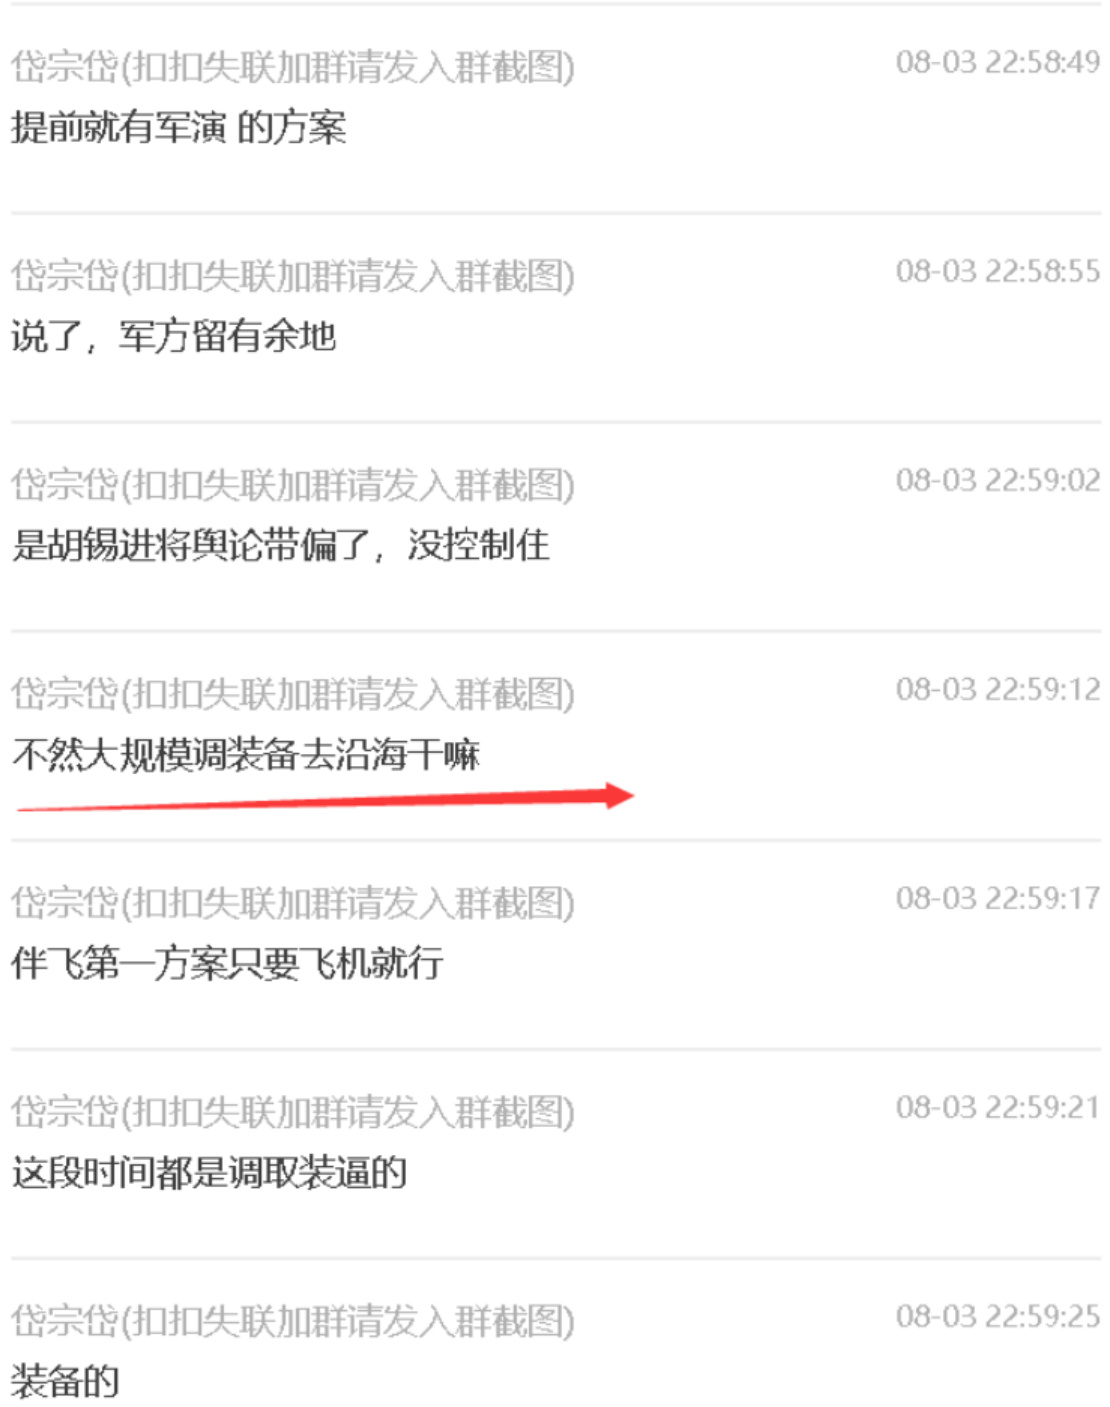 岱宗岱(扣扣失联加群请发入群截图) 08-03 22:58:49
提前就有军演 的方案
岱宗岱(扣扣失联加群请发入群截图) 08-03 22:58:55
说了，军方留有余地
岱宗岱(扣扣失联加群请发入群截图) 08-03 22:59:02
是胡锡进将舆论带偏了，没控制住
岱宗岱(扣扣失联加群请发入群截图) 08-03 22:59:12
不然大规模调装备去沿海干嘛
岱宗岱(扣扣失联加群请发入群截图) 08-03 22:59:17
伴飞第一方案只要飞机就行
岱宗岱(扣扣失联加群请发入群截图) 08-03 22:59:21
这段时间都是调取装逼的
岱宗岱(扣扣失联加群请发入群截图) 08-03 22:59:25
装备的